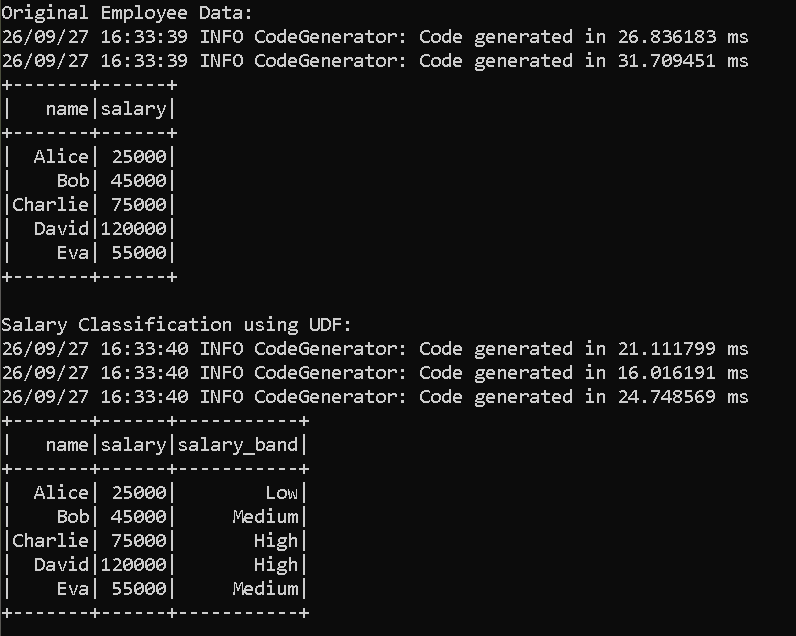 Original Employee Data:
26/09/27 16:33:39 INFO CodeGenerator: Code generated in 26.836183 ms
26/09/27 16:33:39 INFO CodeGenerator: Code generated in 31.709451 ms
+-------+------+
|   name|salary|
+-------+------+
|  Alice| 25000|
|    Bob| 45000|
|Charlie| 75000|
|  David|120000|
|    Eva| 55000|
+-------+------+

Salary Classification using UDF:
26/09/27 16:33:40 INFO CodeGenerator: Code generated in 21.111799 ms
26/09/27 16:33:40 INFO CodeGenerator: Code generated in 16.016191 ms
26/09/27 16:33:40 INFO CodeGenerator: Code generated in 24.748569 ms
+-------+------+-----------+
|   name|salary|salary_band|
+-------+------+-----------+
|  Alice| 25000|        Low|
|    Bob| 45000|     Medium|
|Charlie| 75000|       High|
|  David|120000|       High|
|    Eva| 55000|     Medium|
+-------+------+-----------+